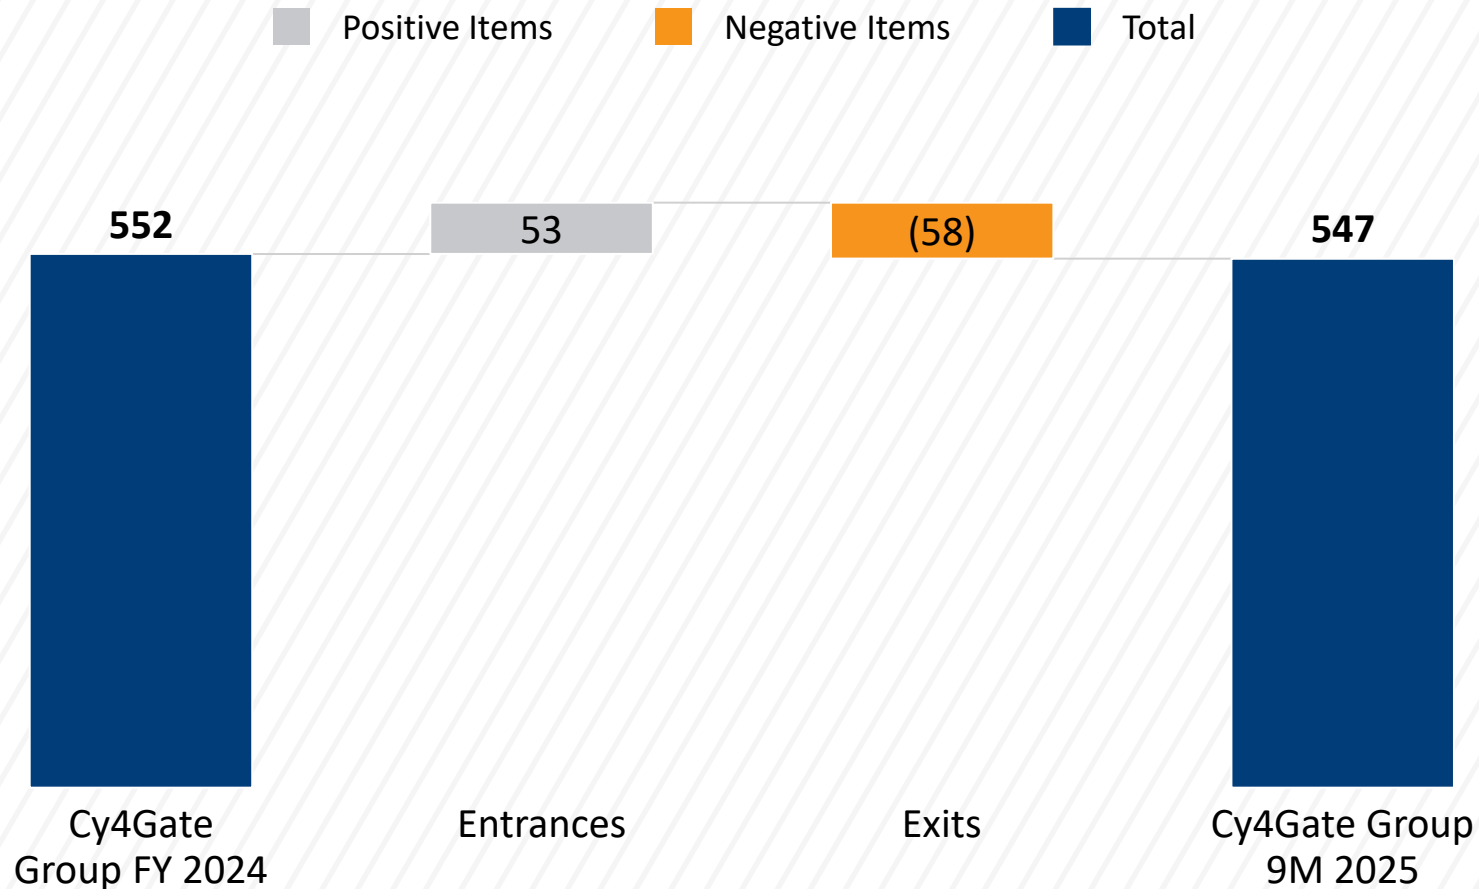 Positive Items
Negative Items
Total
552
53
(58)
547
Cy4Gate
Group FY 2024
Entrances
Exits
Cy4Gate Group
9M 2025